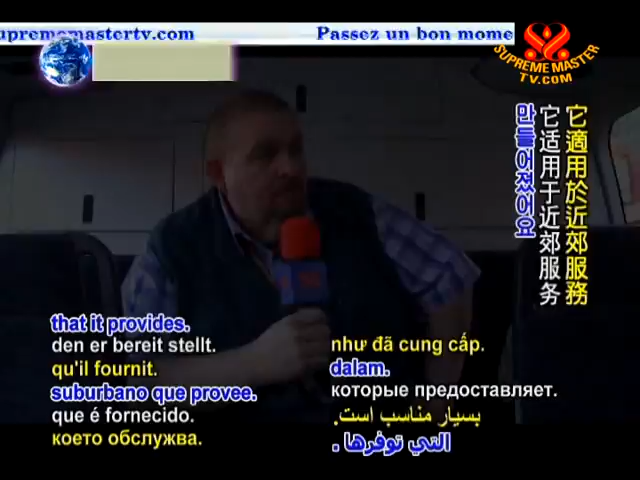 upremomastertv.com
Passez un bon mome
SUPREME MASTER
TV.COM
它適用於近郊服務
它适用于近郊服务
만들어졌어요
that it provides.
den er bereit stellt.
qu'il fournit.
suburbano que provee.
que é fornecido.
което обслужва.
như đã cung cấp.
dalam.
которые предоставляет.
بسيار مناسب است.
التي توفرها .